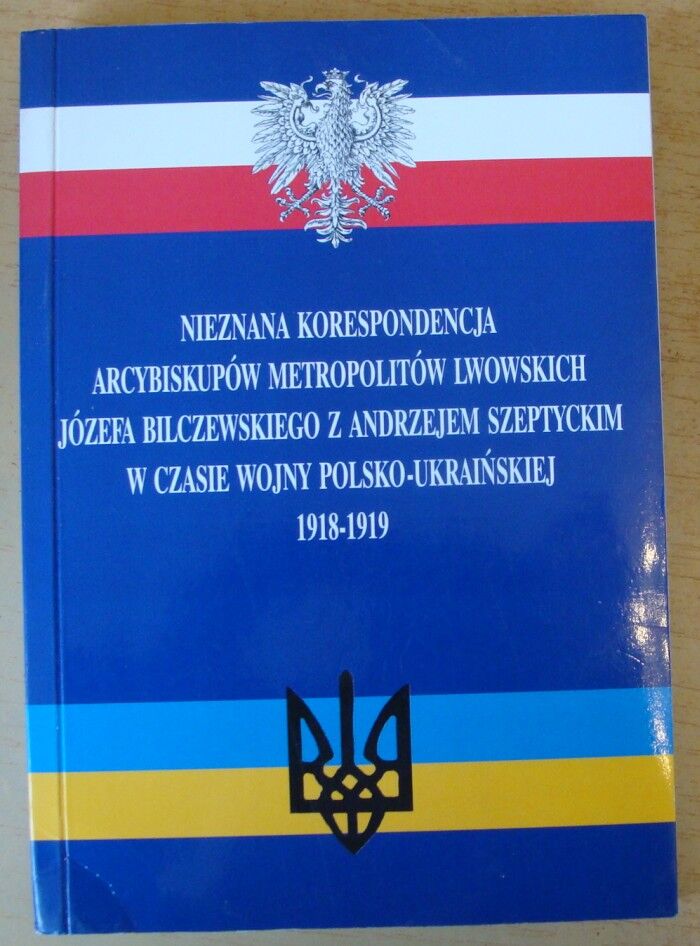 NIEZNANA KORESPONDENCJA
ARCYBISKUPÓW METROPOLITÓW LWOWSKICH
JÓZEFA BILCZEWSKIEGO Z ANDRZEJEM SZEPTYCKIM
W CZASIE WOJNY POLSKO-UKRAIŃSKIEJ
1918-1919